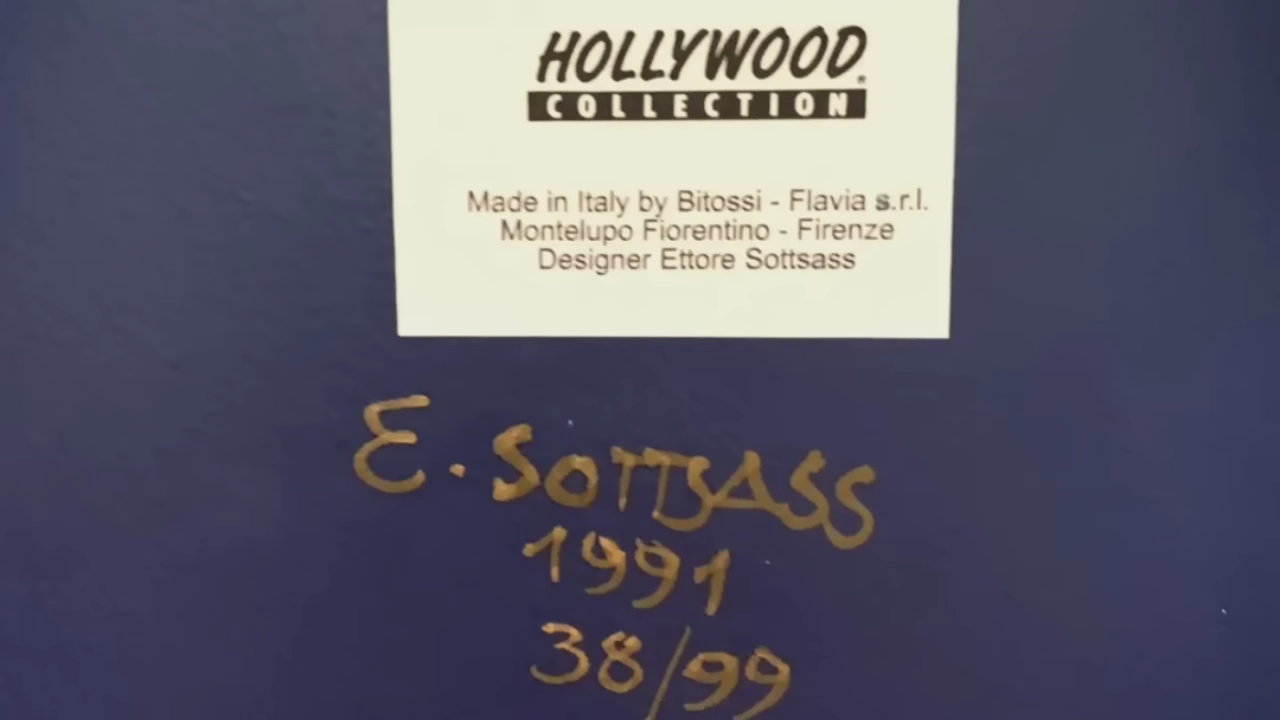 HOLLYWOOD
COLLECTION
Made in Italy by Bitossi - Flavia s.r.l.
Montelupo Fiorentino - Firenze
Designer Ettore Sottsass
E. SOTTSASS
1991
38/99